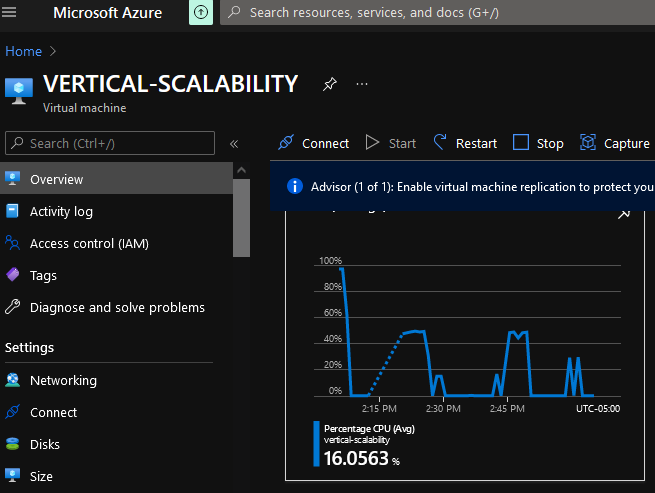 Microsoft Azure
Search resources, services, and docs (G+/)
Home
VERTICAL-SCALABILITY
Virtual machine
Search (Ctrl+/)
Connect
Start
Restart
Stop
Capture
Overview
Activity log
Access control (IAM)
Tags
Diagnose and solve problems
Settings
Networking
Connect
Disks
Size
Advisor (1 of 1): Enable virtual machine replication to protect you
100%
80%
60%
40%
20%
0%
2:15 PM
2:30 PM
2:45 PM
UTC-05:00
Percentage CPU (Avg)
vertical-scalability
16.0563 %